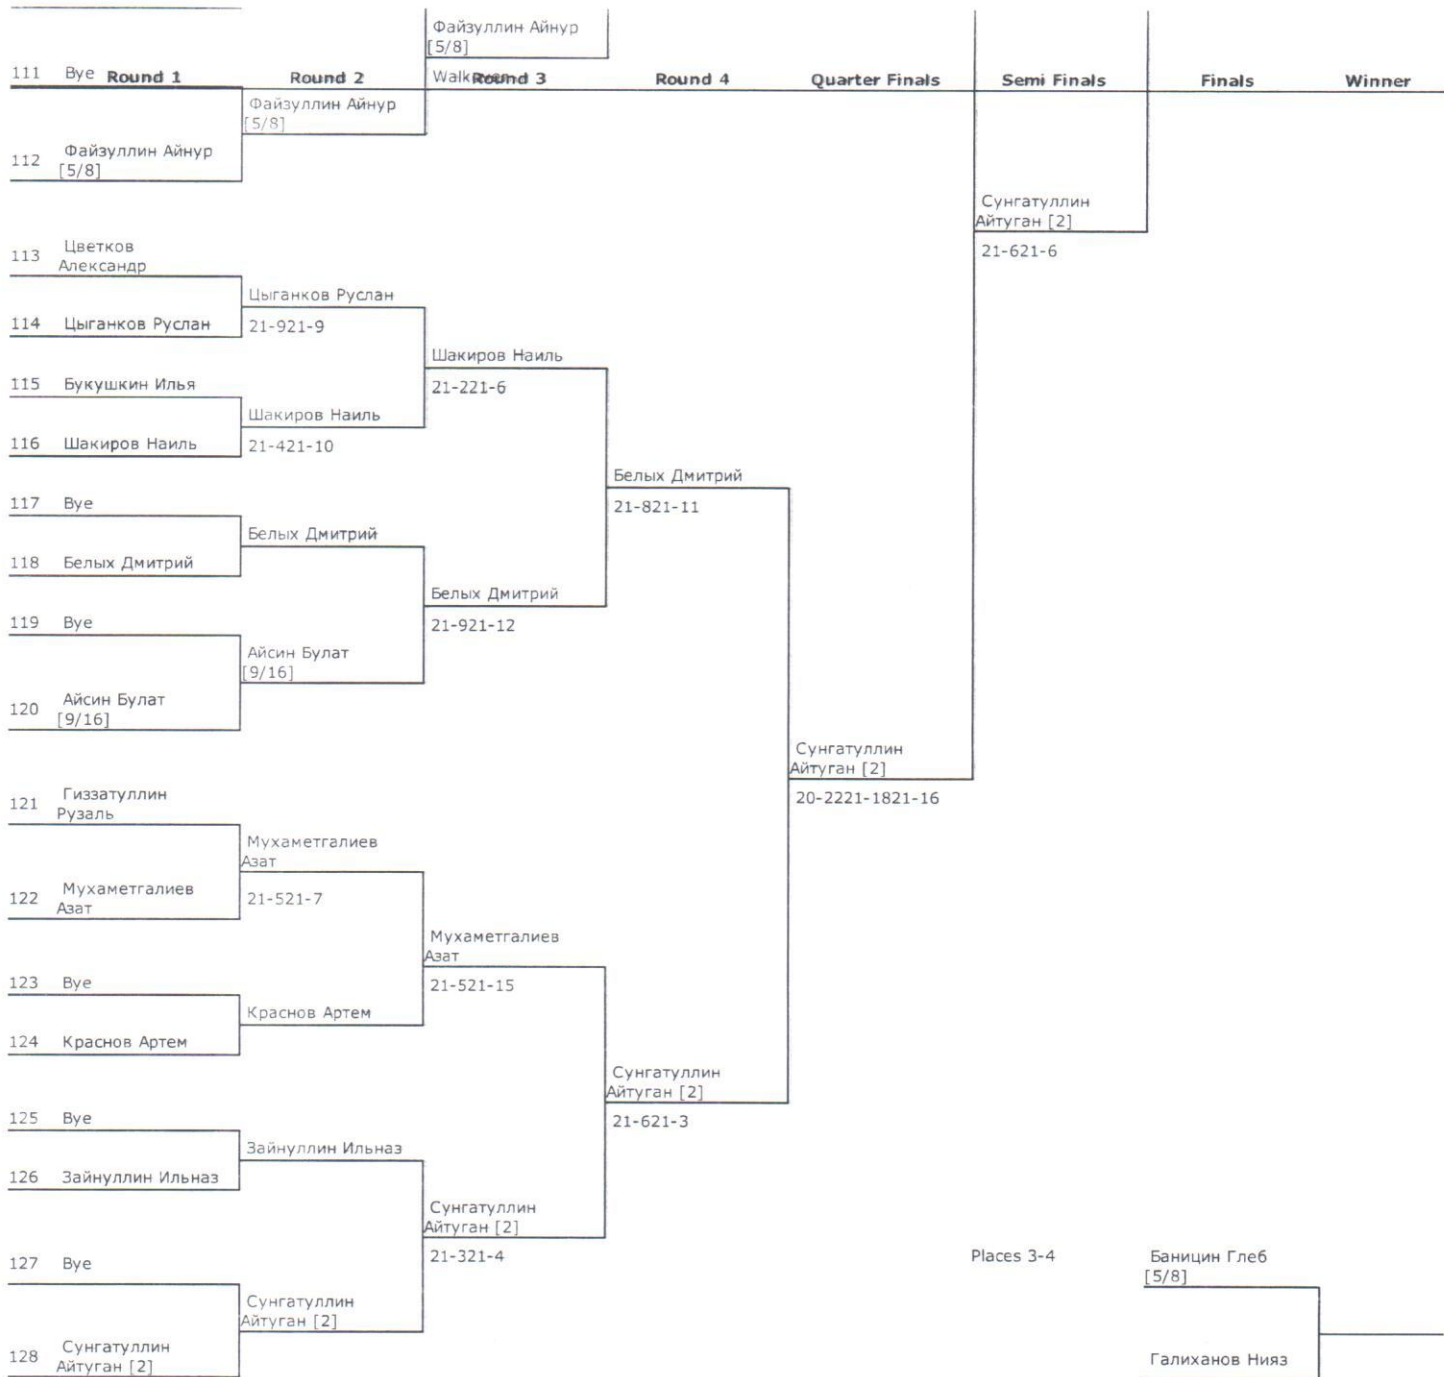 Файзуллин Айнур
[5/8]
111 Bye Round 1 Round 2 Round 3 Round 4 Quarter Finals Semi Finals Finals Winner
Файзуллин Айнур
[5/8]
112 Файзуллин Айнур
[5/8]
Сунгатуллин
Айтуган [2]
21-621-6
113 Цветков
Александр
Цыганков Руслан
114 Цыганков Руслан 21-921-9
Шакиров Наиль
115 Букушкин Илья 21-221-6
Шакиров Наиль
116 Шакиров Наиль 21-421-10
Белых Дмитрий
117 Bye 21-821-11
Белых Дмитрий
118 Белых Дмитрий
Белых Дмитрий
119 Bye 21-921-12
Айсин Булат
[9/16]
120 Айсин Булат
[9/16]
Сунгатуллин
Айтуган [2]
20-2221-1821-16
121 Гиззатуллин
Рузаль
Мухаметгалиев
Азат
122 Мухаметгалиев
Азат
21-521-7
Мухаметгалиев
Азат
123 Bye 21-521-15
Краснов Артем
124 Краснов Артем
Сунгатуллин
Айтуган [2]
125 Bye 21-621-3
Зайнуллин Ильназ
126 Зайнуллин Ильназ
Сунгатуллин
Айтуган [2]
127 Bye 21-321-4 Places 3-4 Баницин Глеб
[5/8]
Сунгатуллин
Айтуган [2]
128 Сунгатуллин
Айтуган [2]
Галиханов Нияз